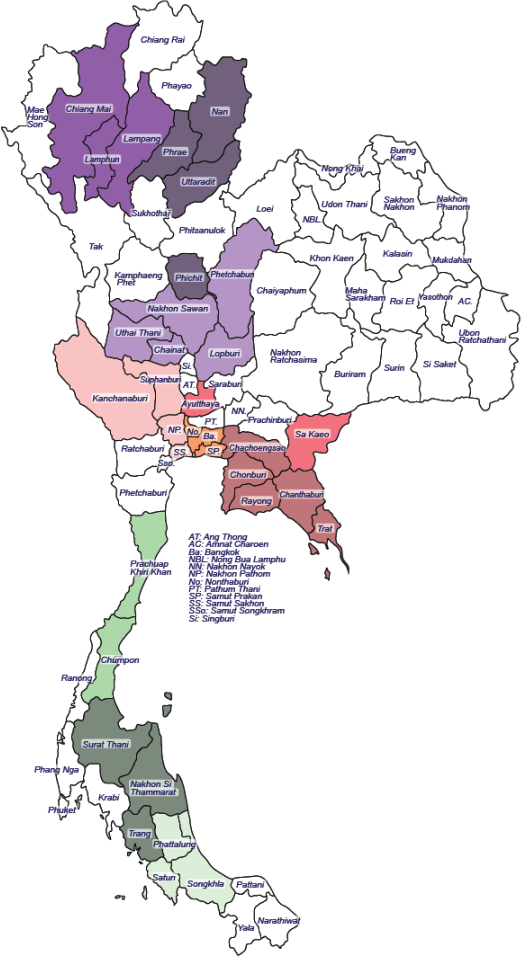 Chiang Rai
Mae
Hong
Son
Chiang Mai
Phayao
Nan
Lampang
Lamphun
Phrae
Uttaradit
Sukhothai
Tak
Phitsanulok
Loei
Nong Khai
Bueng
Kan
NBL.
Udon Thani
Sakhon
Nakhon
Nakhon
Phanom
Kamphaeng
Phet
Phichit
Phetchabun
Khon Kaen
Kalasin
Mukdahan
Chaiyaphum
Maha
Sarakham
Roi Et
Yasothon
AC.
Nakhon Sawan
Uthai Thani
Chainat
Lopburi
Nakhon
Ratchasima
Buriram
Surin
Si Saket
Ubon
Ratchathani
Si.
Suphanburi
AT.
Saraburi
Kanchanaburi
Ayutthaya
NN.
Prachinburi
NP.
PT.
No.
Ba.
Sa Kaeo
Ratchaburi
SS.
SP.
Sso.
Chachoengsao
Chonburi
Phetchaburi
Rayong
Chanthaburi
Trat
Prachuap
Khiri Khan
AT: Ang Thong
AC: Amnat Charoen
Ba: Bangkok
NBL: Nong Bua Lamphu
NN: Nakhon Nayok
NP: Nakhon Pathom
No: Nonthaburi
PT: Pathum Thani
SP: Samut Prakan
SS: Samut Sakhon
SSo: Samut Songkhram
Si: Singburi
Chumpon
Ranong
Surat Thani
Phang Nga
Nakhon Si
Thammarat
Krabi
Phuket
Trang
Phattalung
Satun
Songkhla
Pattani
Yala
Narathiwat